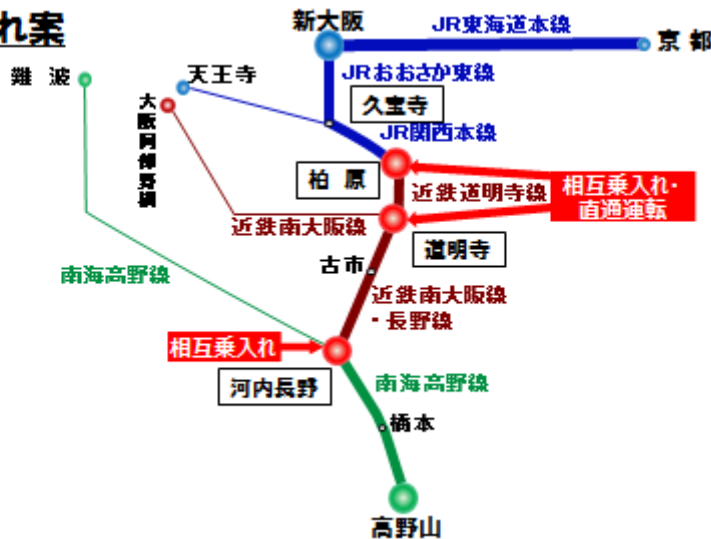 れ案
新大阪
JR東海道本線
京都
難波
天王寺
JRおおさか東線
大阪阿倍野橋
久宝寺
JR関西本線
柏原
近鉄道明寺線
相互乗入れ・
直通運転
近鉄南大阪線
道明寺
古市
南海高野線
近鉄南大阪線
・長野線
相互乗入れ
河内長野
南海高野線
橋本
高野山